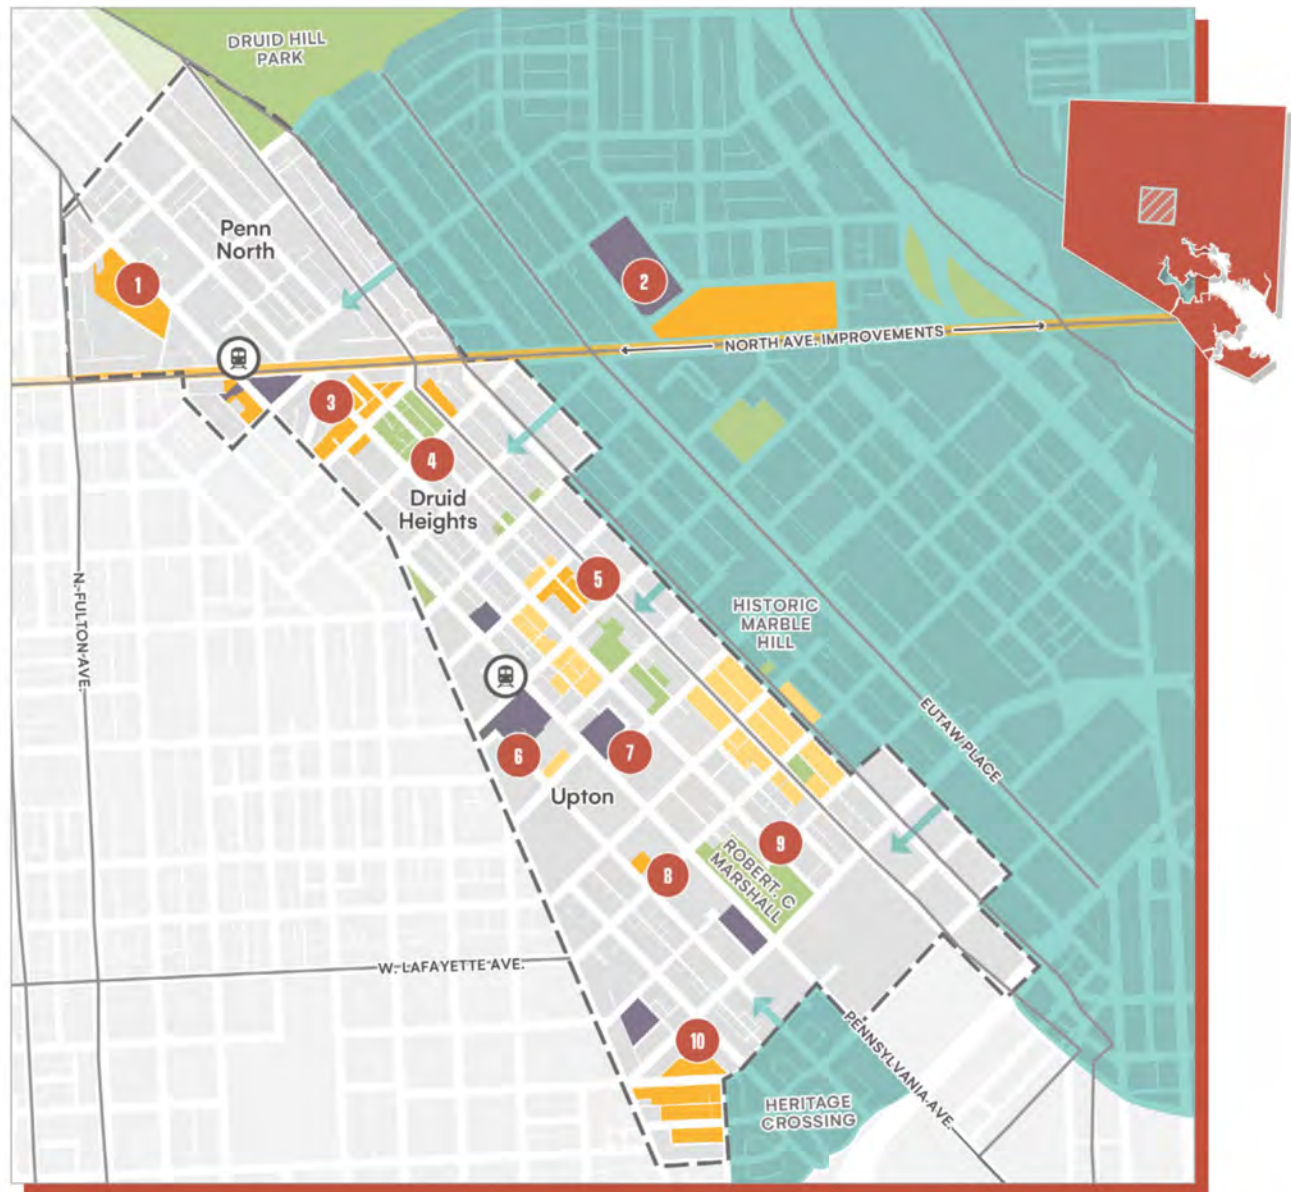 DRUID HILL
PARK
Penn
North
1
2
NORTH AVE. IMPROVEMENTS
3
4
Druid
Heights
N. FULTON AVE.
5
HISTORIC
MARBLE
HILL
EUTAW PLACE
6
7
Upton
8
9
ROBERT. C
MARSHALL
W. LAFAYETTE AVE.
10
PENNSYLVANIA AVE.
HERITAGE
CROSSING